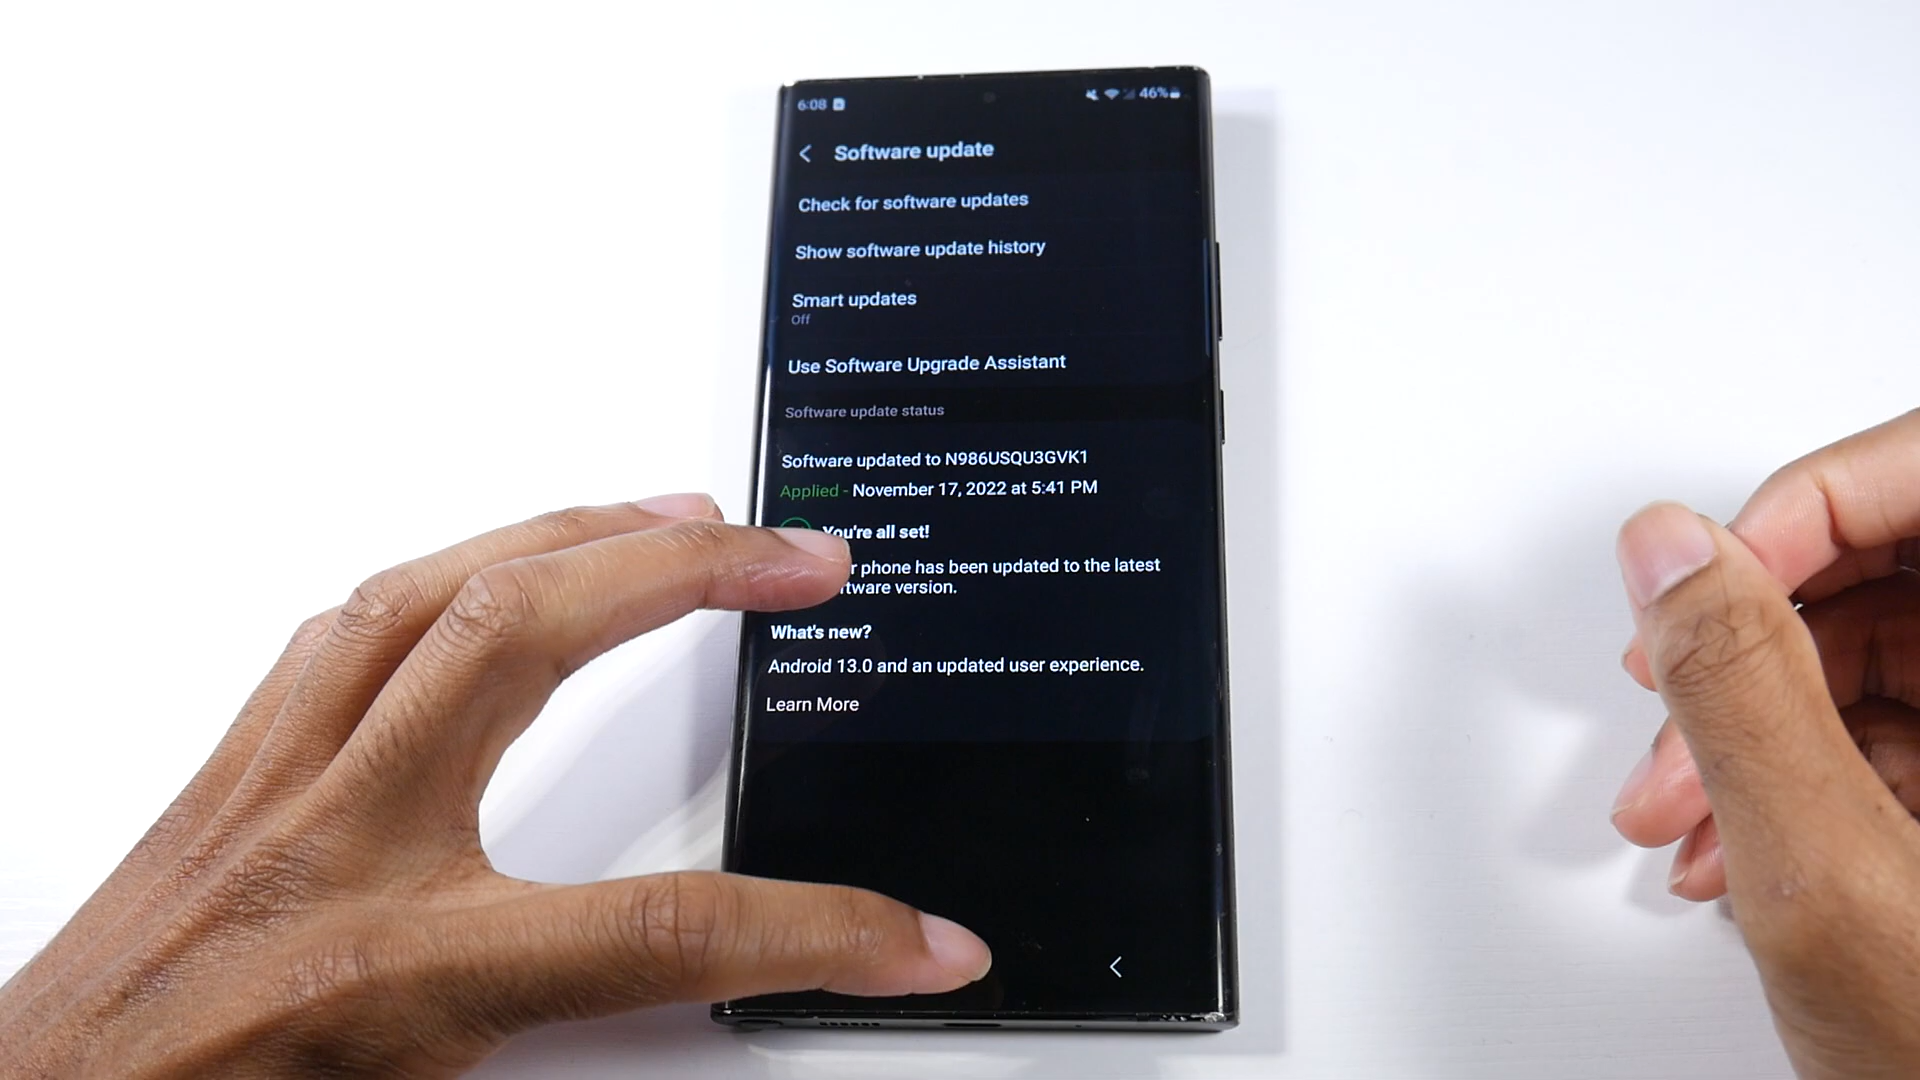 6:08
46%
Software update
Check for software updates
Show software update history
Smart updates
Off
Use Software Upgrade Assistant
Software update status
Software updated to N986USQU3GVK1
Applied - November 17, 2022 at 5:41 PM
You're all set!
r phone has been updated to the latest
ftware version.
What's new?
Android 13.0 and an updated user experience.
Learn More